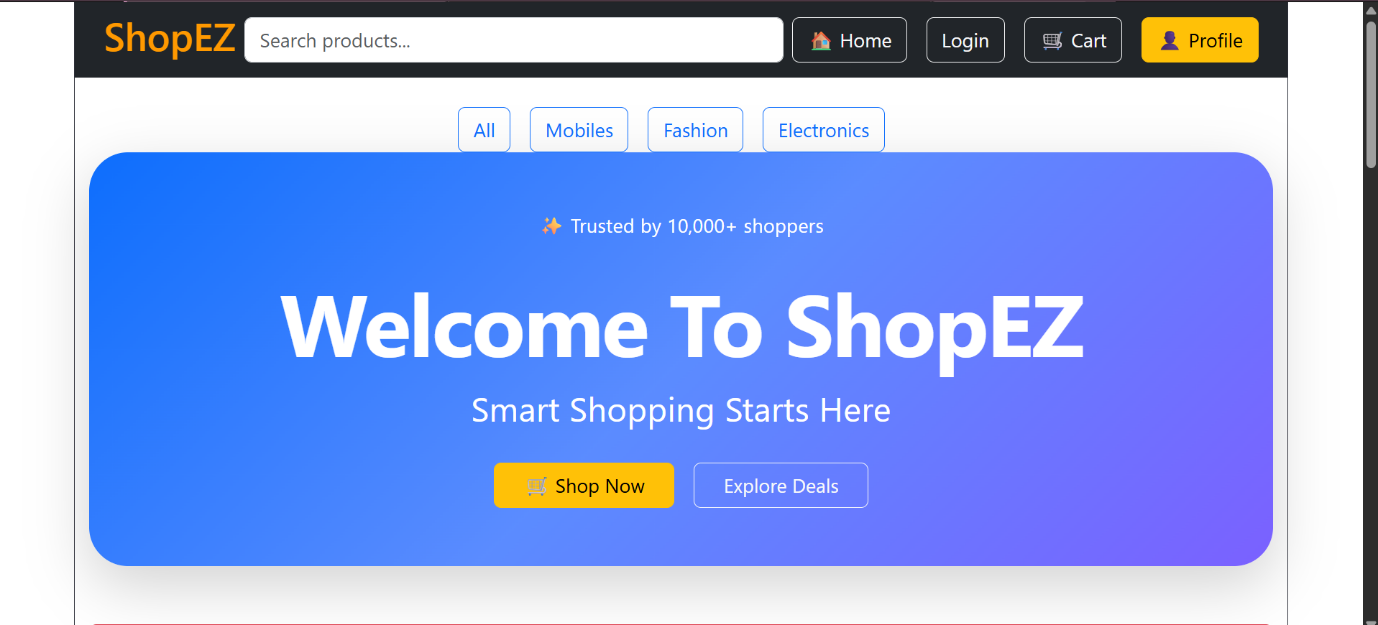 ShopEZ Search products... 🏠 Home Login 🛒 Cart 👤 Profile
All Mobiles Fashion Electronics
✨ Trusted by 10,000+ shoppers
Welcome To ShopEZ
Smart Shopping Starts Here
🛒 Shop Now Explore Deals